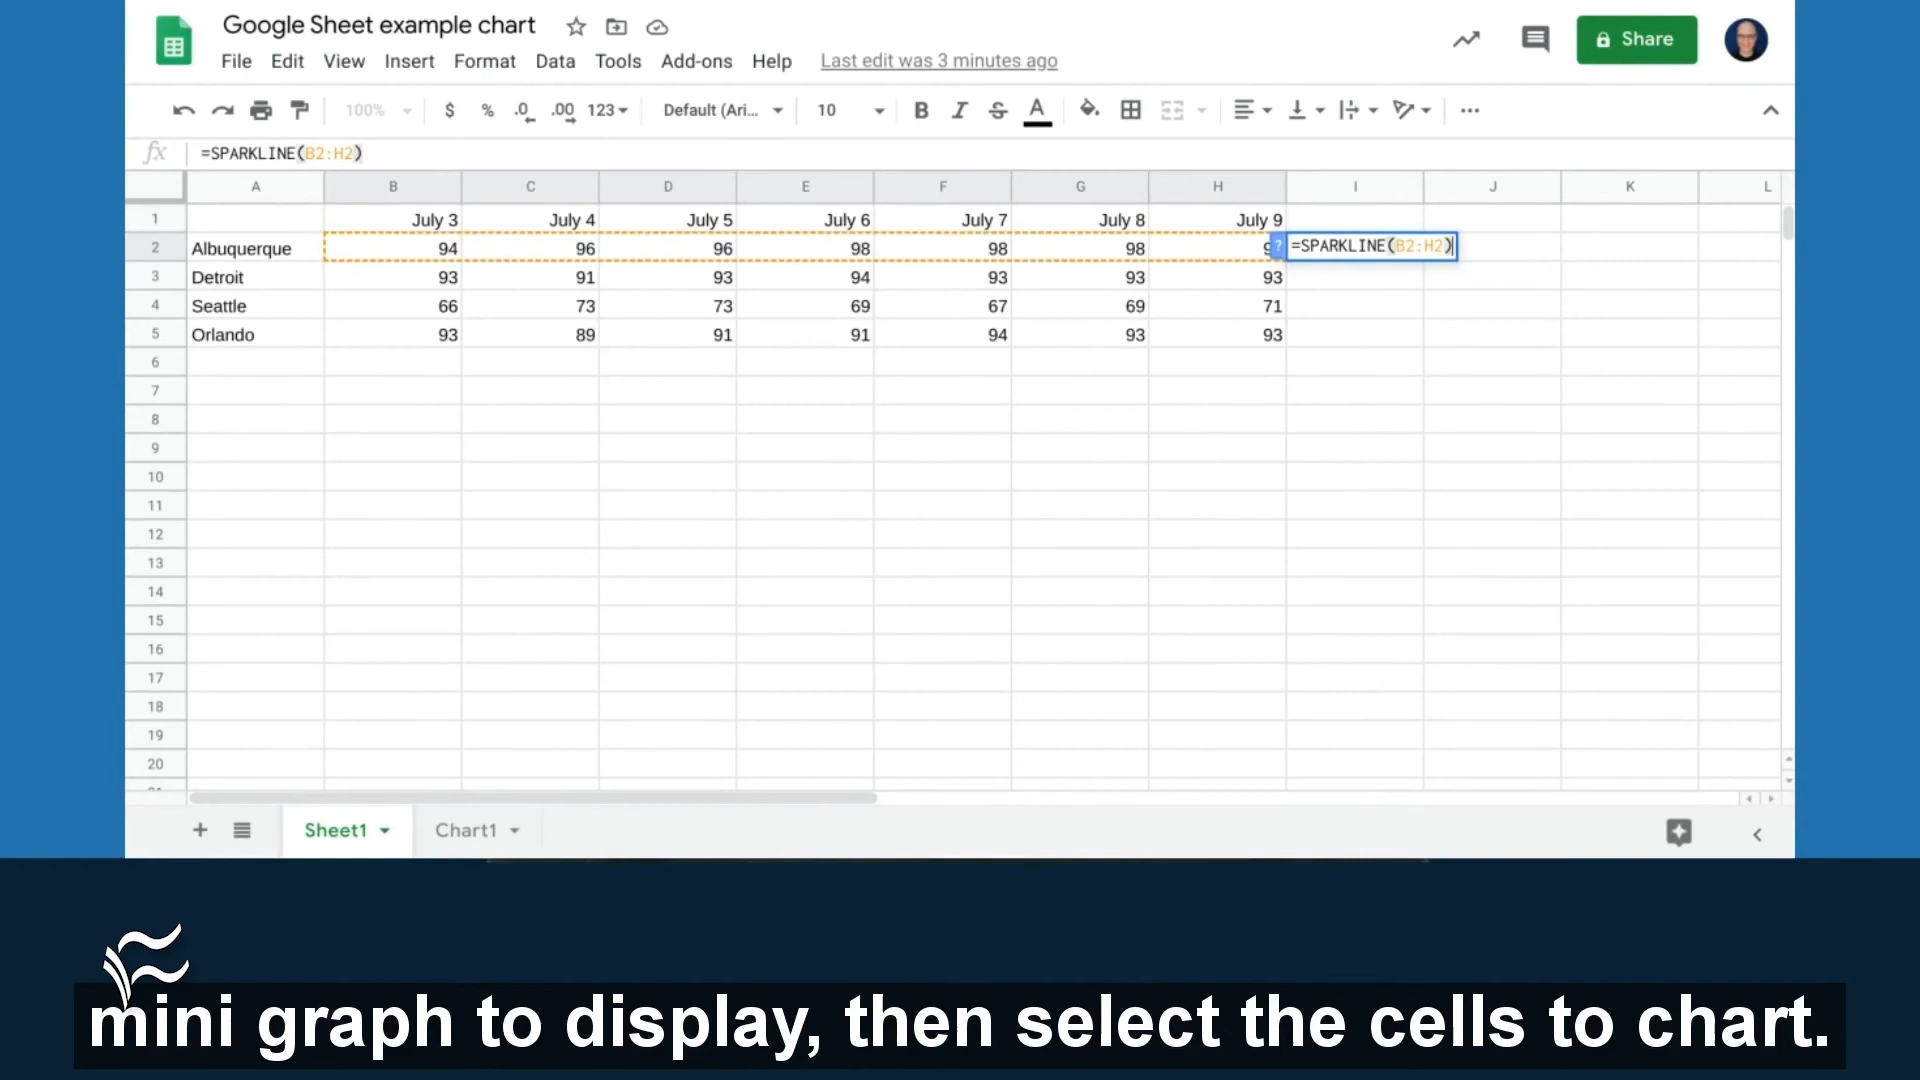 Google Sheet example chart
Share
File Edit View Insert Format Data Tools Add-ons Help Last edit was 3 minutes ago
100% $ % .0 .00 123 Default (Ari... 10 B I S A ...
fx =SPARKLINE(B2:H2)
A B C D E F G H I J K L
1 July 3 July 4 July 5 July 6 July 7 July 8 July 9
2 Albuquerque 94 96 96 98 98 98 9 ? =SPARKLINE(B2:H2)
3 Detroit 93 91 93 94 93 93 93
4 Seattle 66 73 73 69 67 69 71
5 Orlando 93 89 91 91 94 93 93
6
7
8
9
10
11
12
13
14
15
16
17
18
19
20
Sheet1 Chart1
mini graph to display, then select the cells to chart.